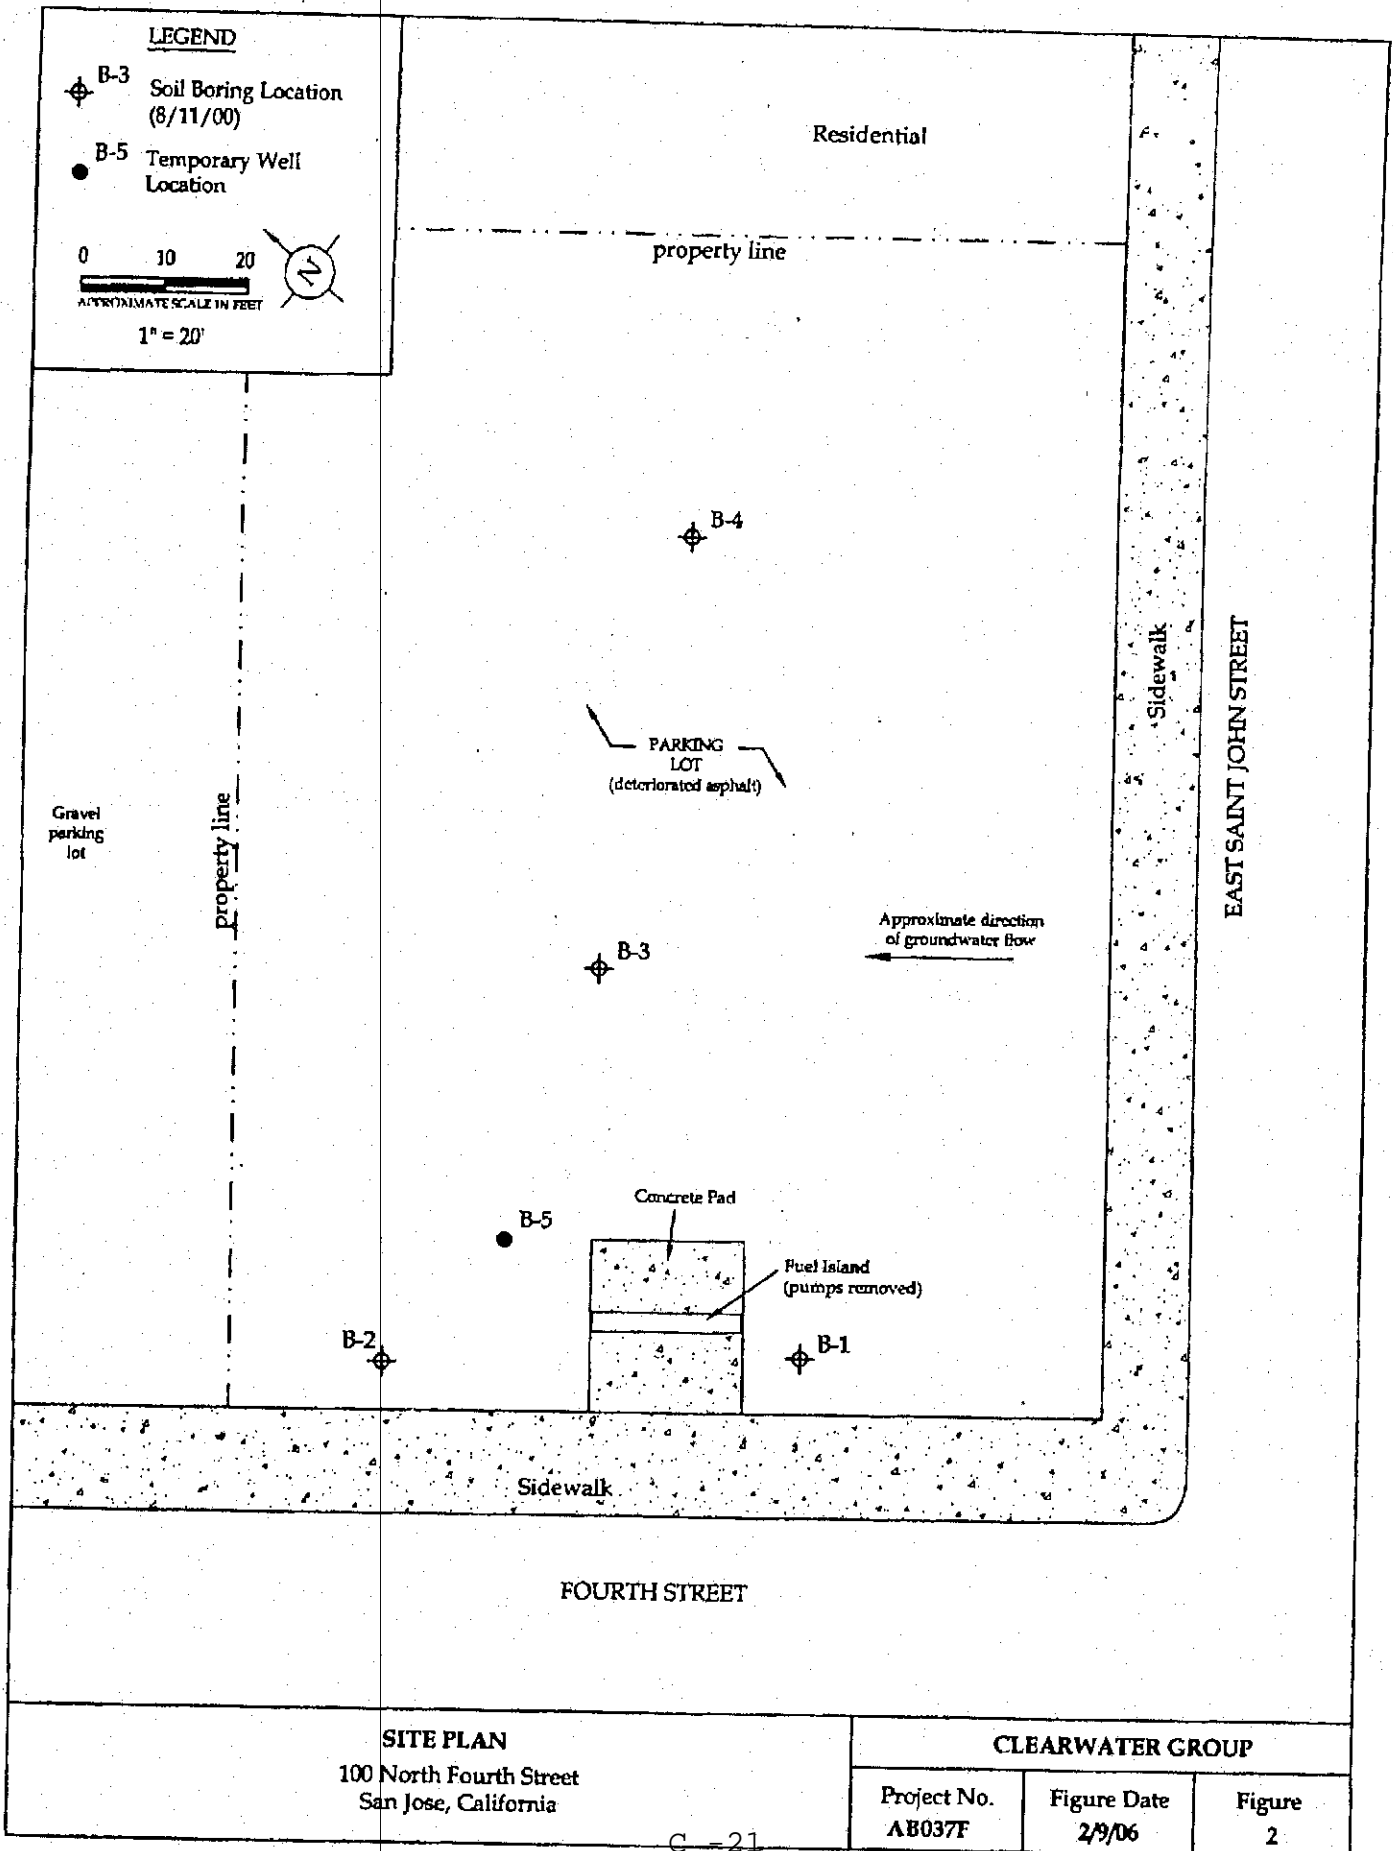 LEGEND
B-3
Soil Boring Location
(8/11/00)
B-5
Temporary Well
Location
0 10 20
APPROXIMATE SCALE IN FEET
1" = 20'
N
Residential
property line
B-4
Sidewalk
EAST SAINT JOHN STREET
PARKING
LOT
(deteriorated asphalt)
Gravel
parking
lot
property line
Approximate direction
of groundwater flow
B-3
Concrete Pad
B-5
Fuel Island
(pumps removed)
B-2
B-1
Sidewalk
FOURTH STREET
SITE PLAN
100 North Fourth Street
San Jose, California
CLEARWATER GROUP
Project No.
AB037F
Figure Date
2/9/06
Figure
2
C -21